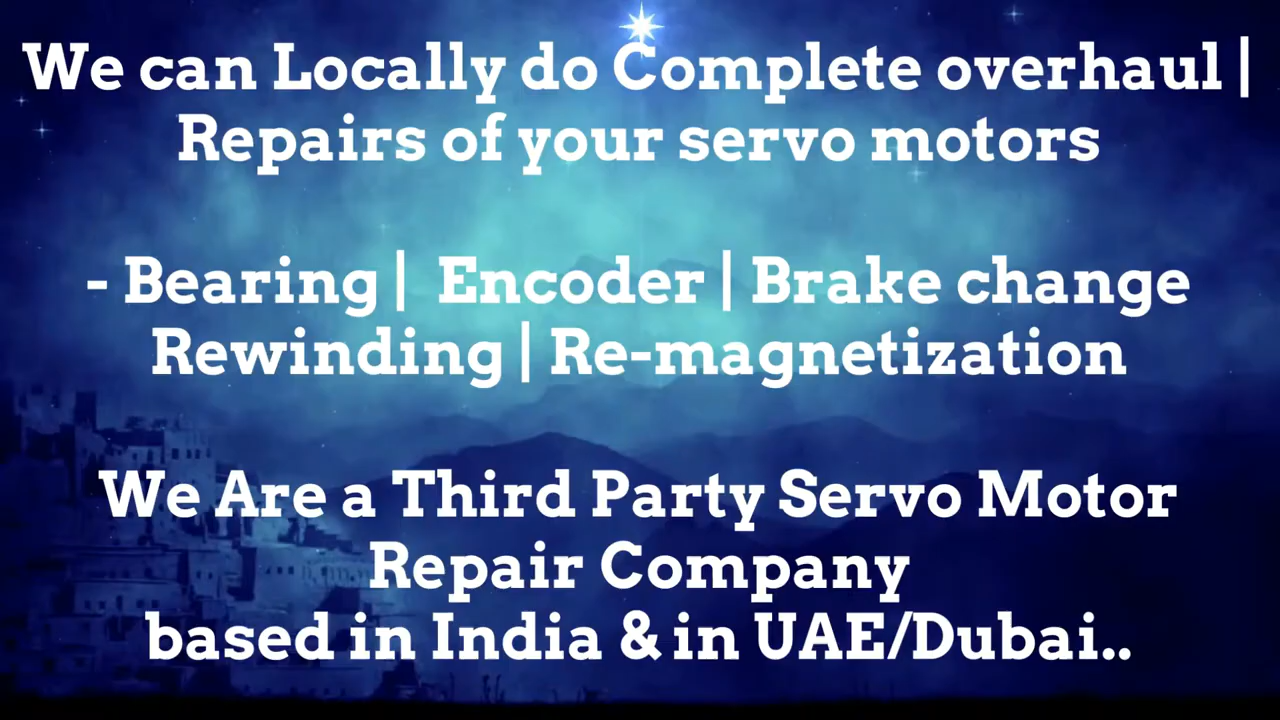 We can Locally do Complete overhaul |
Repairs of your servo motors
- Bearing | Encoder | Brake change
Rewinding | Re-magnetization
We Are a Third Party Servo Motor
Repair Company
based in India & in UAE/Dubai..